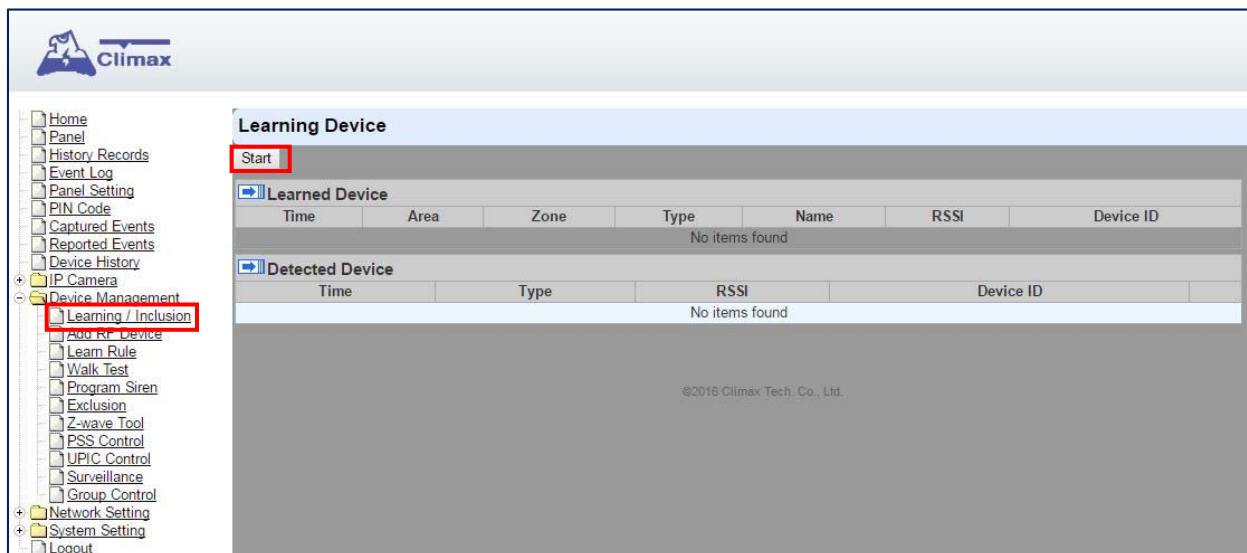 Climax
Home
Panel
History Records
Event Log
Panel Setting
PIN Code
Captured Events
Reported Events
Device History
IP Camera
Device Management
Learning / Inclusion
Add RF Device
Learn Rule
Walk Test
Program Siren
Exclusion
Z-wave Tool
PSS Control
UPIC Control
Surveillance
Group Control
Network Setting
System Setting
Logout
Learning Device
Start
Learned Device
Time Area Zone Type Name RSSI Device ID
No items found
Detected Device
Time Type RSSI Device ID
No items found
©2016 Climax Tech. Co., Ltd.